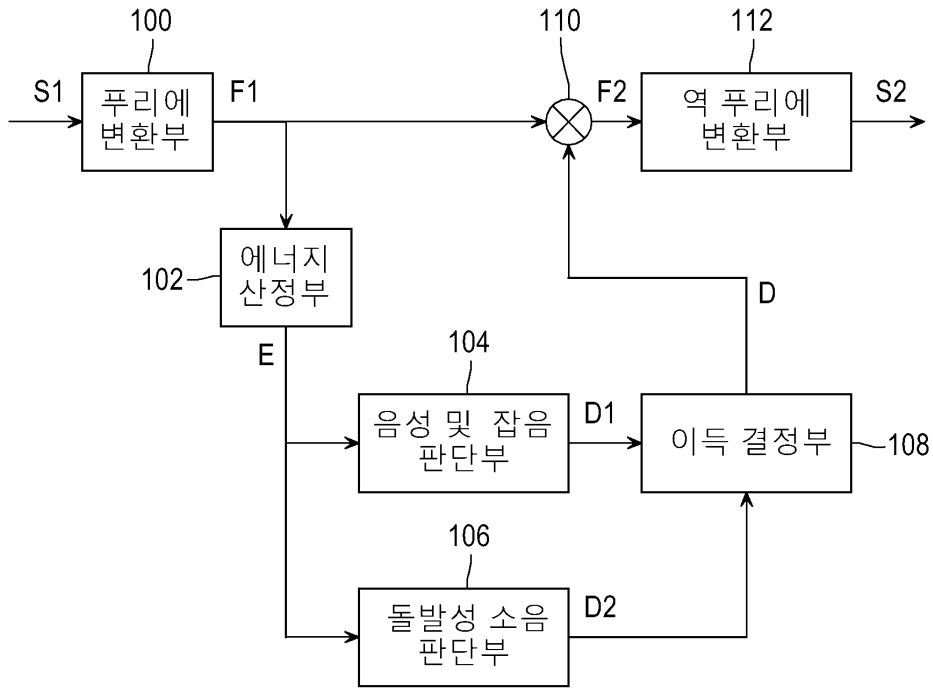 100
110
112
S1
푸리에
변환부
F1
F2
역 푸리에
변환부
S2
102
에너지
산정부
D
E
104
음성 및 잡음
판단부
D1
이득 결정부
108
106
돌발성 소음
판단부
D2